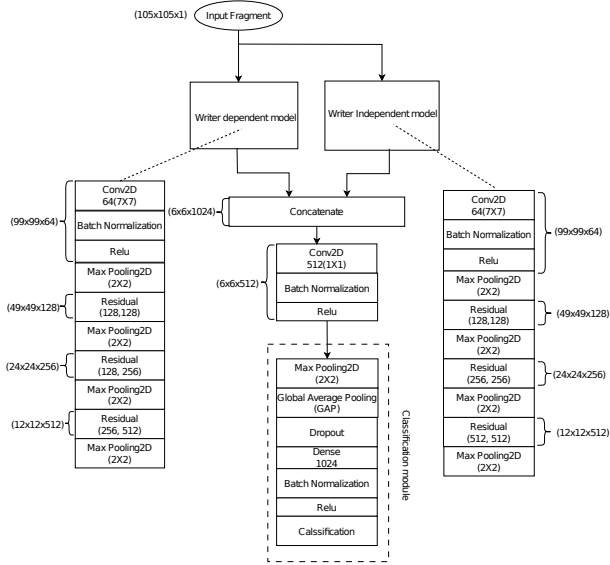 (105x105x1)
Input Fragment
Writer dependent model
Writer Independent model
Conv2D
64(7X7)
Batch Normalization
Relu
(99x99x64)
Max Pooling2D
(2X2)
Residual
(128,128)
(49x49x128)
Max Pooling2D
(2X2)
Residual
(128, 256)
(24x24x256)
Max Pooling2D
(2X2)
Residual
(256, 512)
(12x12x512)
Max Pooling2D
(2X2)
(6x6x1024)
Concatenate
Conv2D
512(1X1)
Batch Normalization
Relu
(6x6x512)
Max Pooling2D
(2X2)
Global Average Pooling
(GAP)
Dropout
Dense
1024
Batch Normalization
Relu
Calssification
Classification module
Conv2D
64(7X7)
Batch Normalization
Relu
(99x99x64)
Max Pooling2D
(2X2)
Residual
(128,128)
(49x49x128)
Max Pooling2D
(2X2)
Residual
(256, 256)
(24x24x256)
Max Pooling2D
(2X2)
Residual
(512, 512)
(12x12x512)
Max Pooling2D
(2X2)